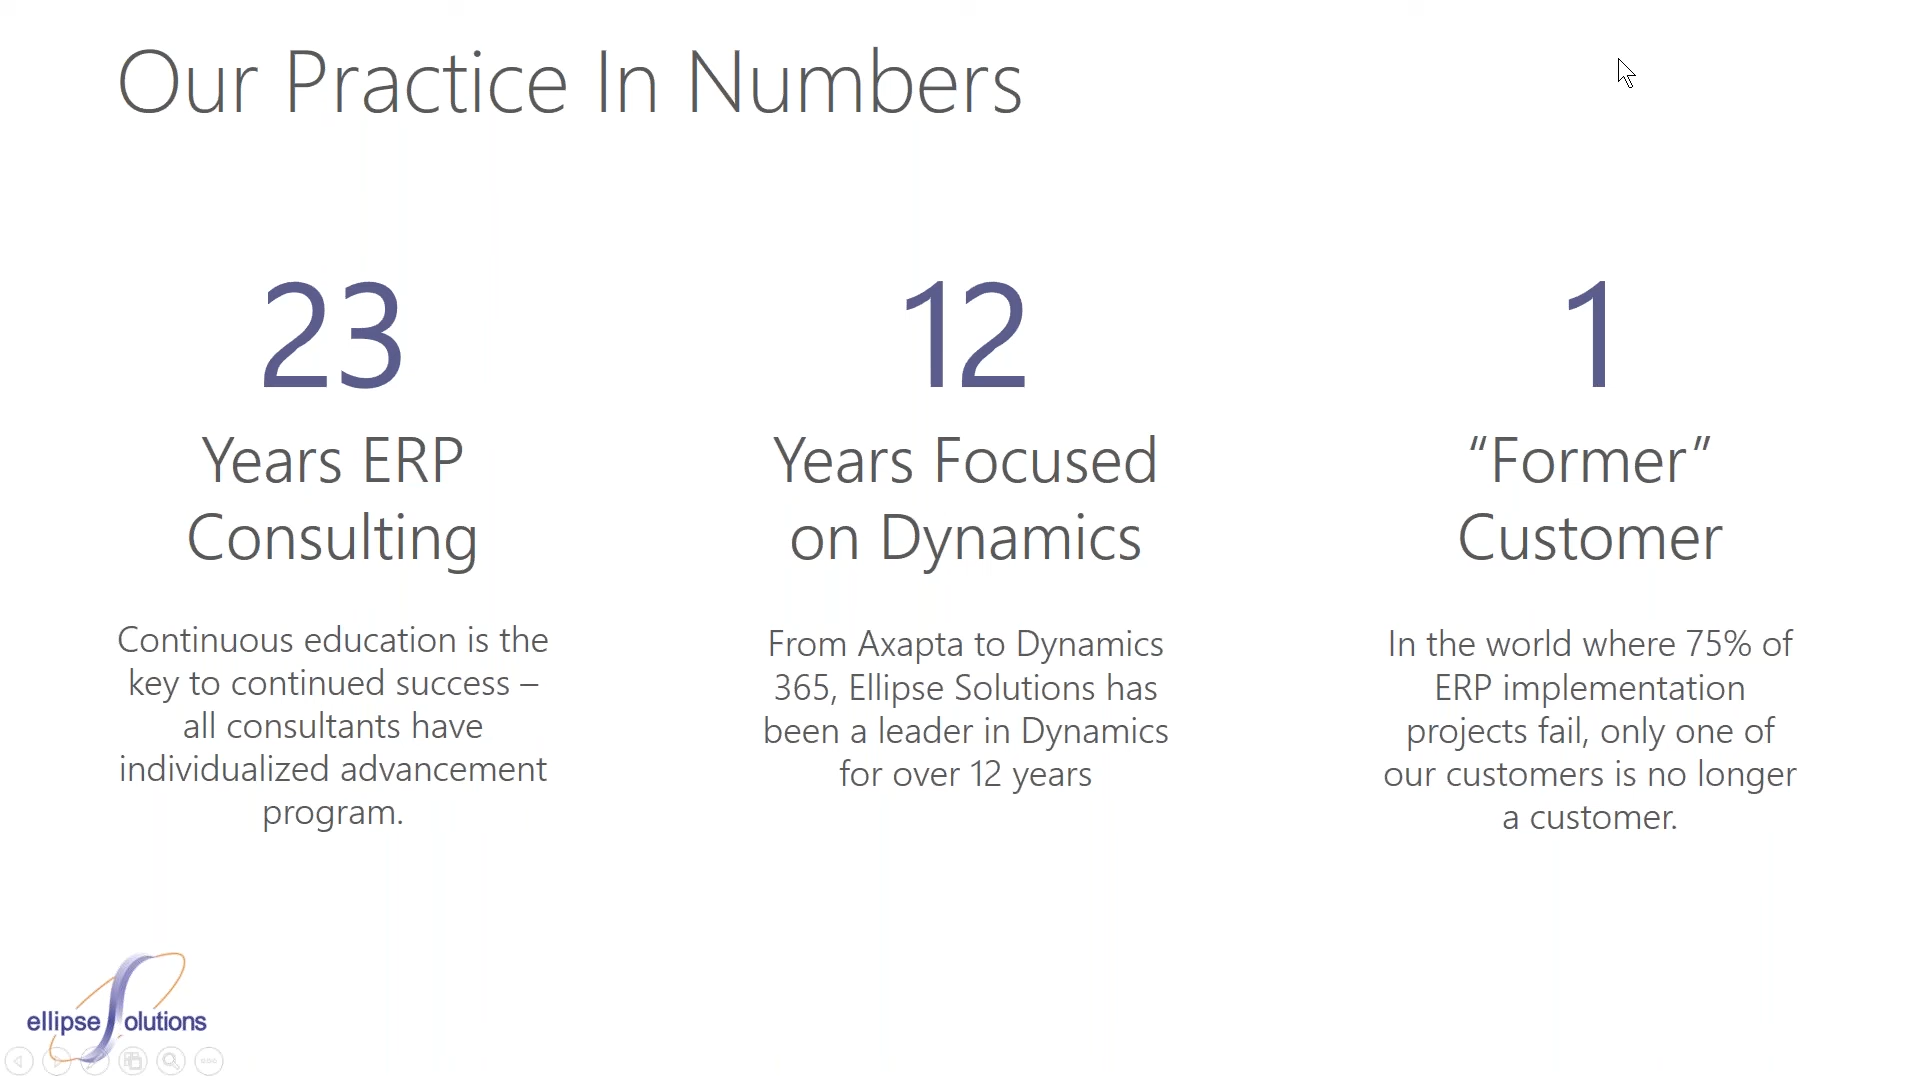 Our Practice In Numbers
23
Years ERP
Consulting
Continuous education is the
key to continued success –
all consultants have
individualized advancement
program.
12
Years Focused
on Dynamics
From Axapta to Dynamics
365, Ellipse Solutions has
been a leader in Dynamics
for over 12 years
1
“Former”
Customer
In the world where 75% of
ERP implementation
projects fail, only one of
our customers is no longer
a customer.
ellipse Solutions